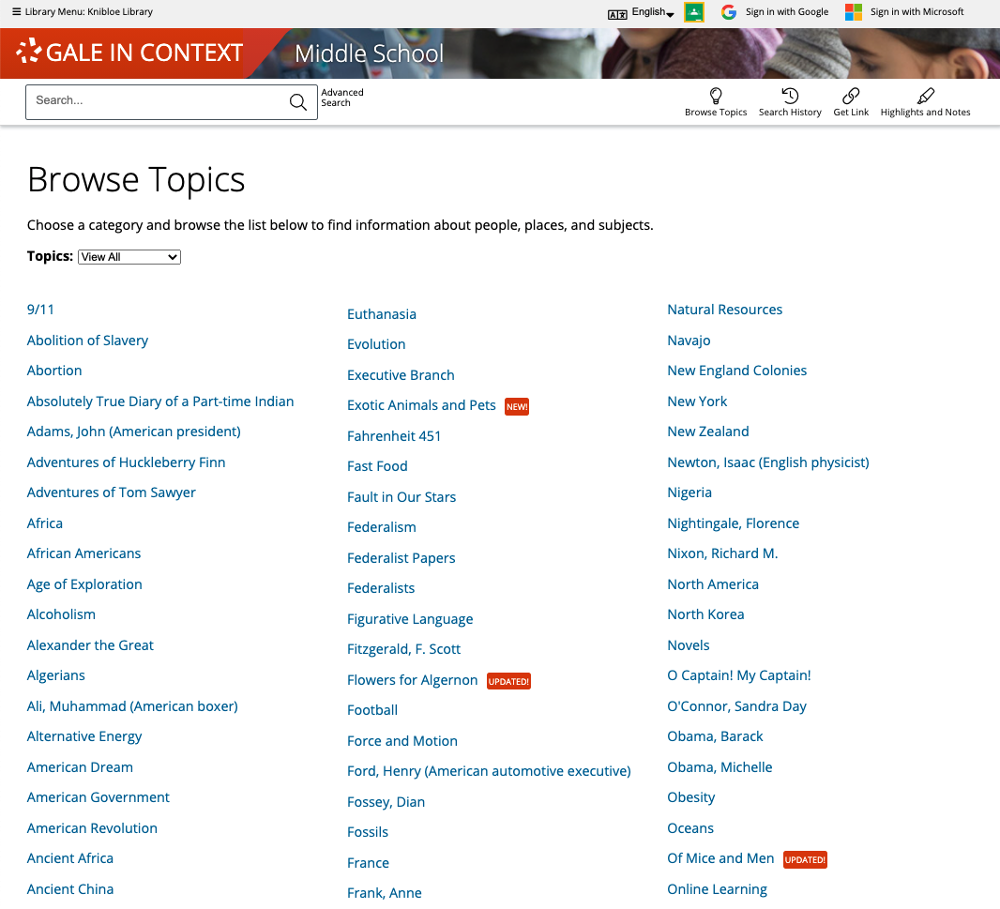 Library Menu: Knibloe Library
English
Sign in with Google
Sign in with Microsoft
GALE IN CONTEXT
Middle School
Search...
Advanced
Search
Browse Topics
Search History
Get Link
Highlights and Notes
Browse Topics
Choose a category and browse the list below to find information about people, places, and subjects.
Topics: View All
9/11
Abolition of Slavery
Abortion
Absolutely True Diary of a Part-time Indian
Adams, John (American president)
Adventures of Huckleberry Finn
Adventures of Tom Sawyer
Africa
African Americans
Age of Exploration
Alcoholism
Alexander the Great
Algerians
Ali, Muhammad (American boxer)
Alternative Energy
American Dream
American Government
American Revolution
Ancient Africa
Ancient China
Euthanasia
Evolution
Executive Branch
Exotic Animals and Pets NEW!
Fahrenheit 451
Fast Food
Fault in Our Stars
Federalism
Federalist Papers
Federalists
Figurative Language
Fitzgerald, F. Scott
Flowers for Algernon UPDATED!
Football
Force and Motion
Ford, Henry (American automotive executive)
Fossey, Dian
Fossils
France
Frank, Anne
Natural Resources
Navajo
New England Colonies
New York
New Zealand
Newton, Isaac (English physicist)
Nigeria
Nightingale, Florence
Nixon, Richard M.
North America
North Korea
Novels
O Captain! My Captain!
O'Connor, Sandra Day
Obama, Barack
Obama, Michelle
Obesity
Oceans
Of Mice and Men UPDATED!
Online Learning